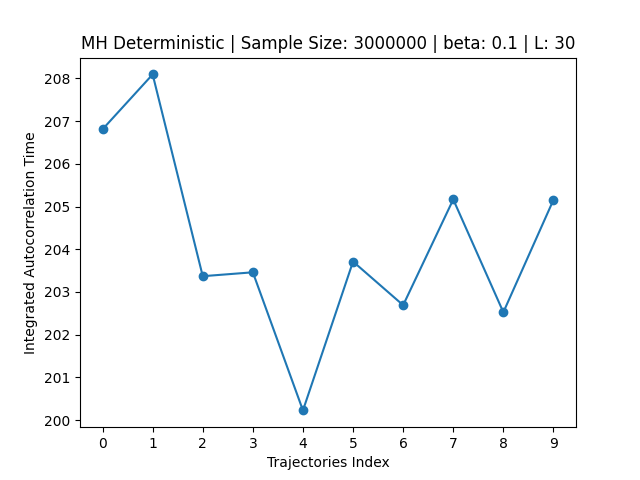 MH Deterministic | Sample Size: 3000000 | beta: 0.1 | L: 30
Integrated Autocorrelation Time
208
207
206
205
204
203
202
201
200
0 1 2 3 4 5 6 7 8 9
Trajectories Index